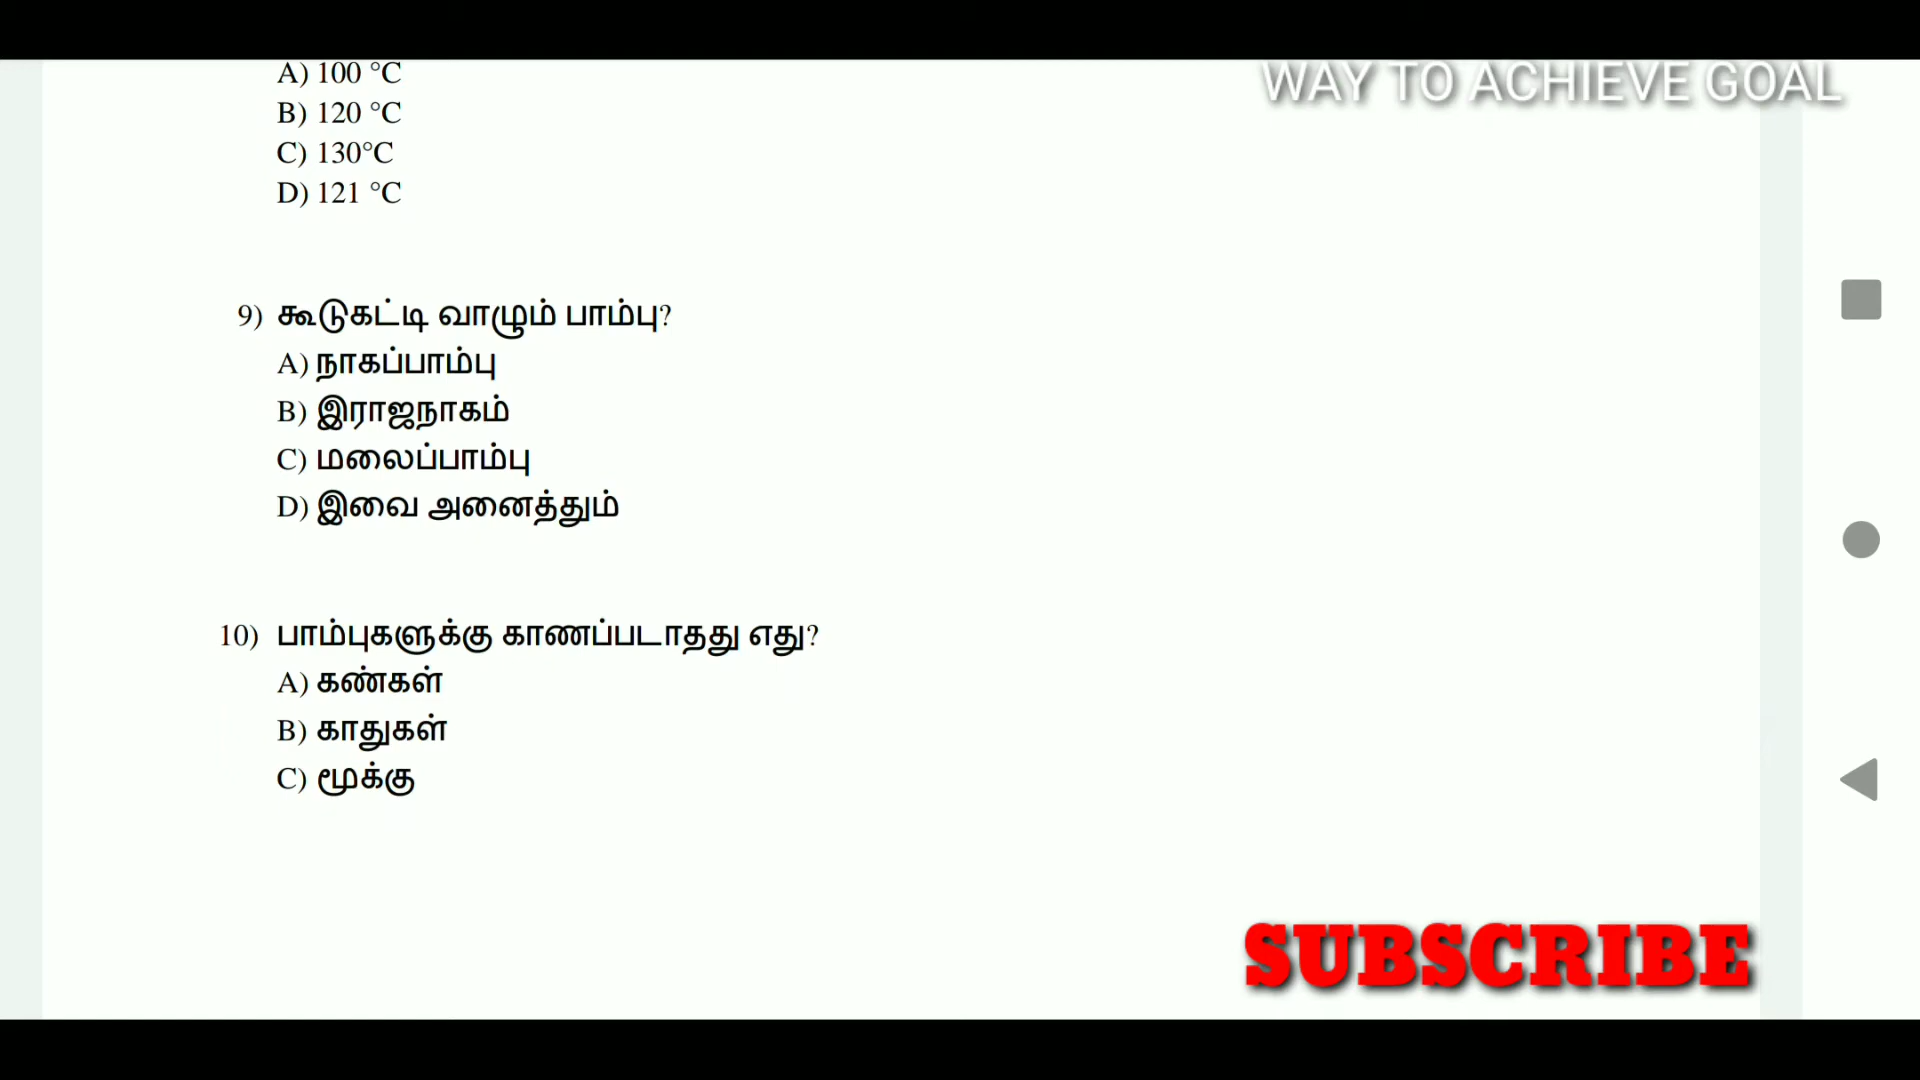 A) 100 °C
WAY TO ACHIEVE GOAL
B) 120 °C
C) 130°C
D) 121 °C
9) கூடுகட்டி வாழும் பாம்பு?
A) நாகப்பாம்பு
B) இராஜநாகம்
C) மலைப்பாம்பு
D) இவை அனைத்தும்
10) பாம்புகளுக்கு காணப்படாதது எது?
A) கண்கள்
B) காதுகள்
C) மூக்கு
SUBSCRIBE